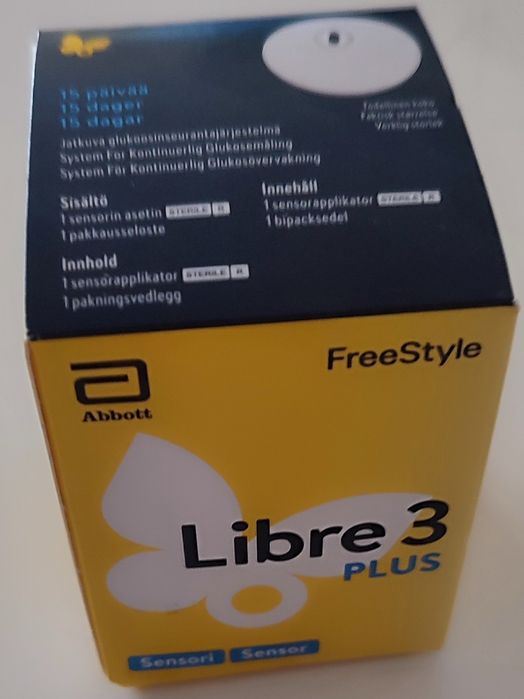 15 päivää
15 dager
15 dagar
Todellinen koko
Faktisk størrelse
Verklig storlek
Jatkuva glukoosinseurantajärjestelmä
System For Kontinuerlig Glukosemåling
System För Kontinuerlig Glukosövervakning
Sisältö
1 sensorin asetin STERILE R
1 pakkausseloste
Innehåll
1 sensorapplikator STERILE R
1 bipacksedel
Innhold
1 sensorapplikator STERILE R
1 pakningsvedlegg
Abbott
FreeStyle
Libre 3
PLUS
Sensori Sensor